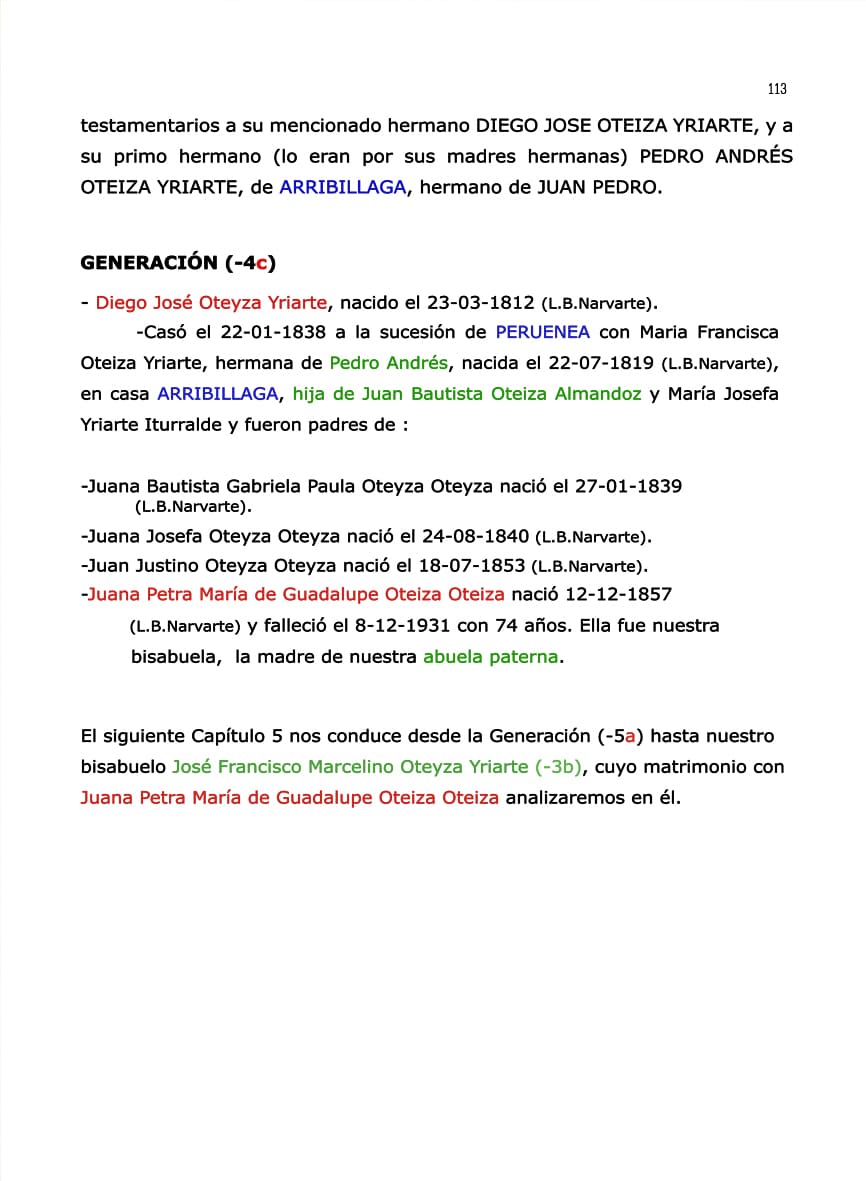 113
testamentarios a su mencionado hermano DIEGO JOSE OTEIZA YRIARTE, y a
su primo hermano (lo eran por sus madres hermanas) PEDRO ANDRÉS
OTEIZA YRIARTE, de ARRIBILLAGA, hermano de JUAN PEDRO.
GENERACIÓN (-4c)
- Diego José Oteyza Yriarte, nacido el 23-03-1812 (L.B.Narvarte).
-Casó el 22-01-1838 a la sucesión de PERUENEA con Maria Francisca
Oteiza Yriarte, hermana de Pedro Andrés, nacida el 22-07-1819 (L.B.Narvarte),
en casa ARRIBILLAGA, hija de Juan Bautista Oteiza Almandoz y María Josefa
Yriarte Iturralde y fueron padres de :
-Juana Bautista Gabriela Paula Oteyza Oteyza nació el 27-01-1839
(L.B.Narvarte).
-Juana Josefa Oteyza Oteyza nació el 24-08-1840 (L.B.Narvarte).
-Juan Justino Oteyza Oteyza nació el 18-07-1853 (L.B.Narvarte).
-Juana Petra María de Guadalupe Oteiza Oteiza nació 12-12-1857
(L.B.Narvarte) y falleció el 8-12-1931 con 74 años. Ella fue nuestra
bisabuela, la madre de nuestra abuela paterna.
El siguiente Capítulo 5 nos conduce desde la Generación (-5a) hasta nuestro
bisabuelo José Francisco Marcelino Oteyza Yriarte (-3b), cuyo matrimonio con
Juana Petra María de Guadalupe Oteiza Oteiza analizaremos en él.